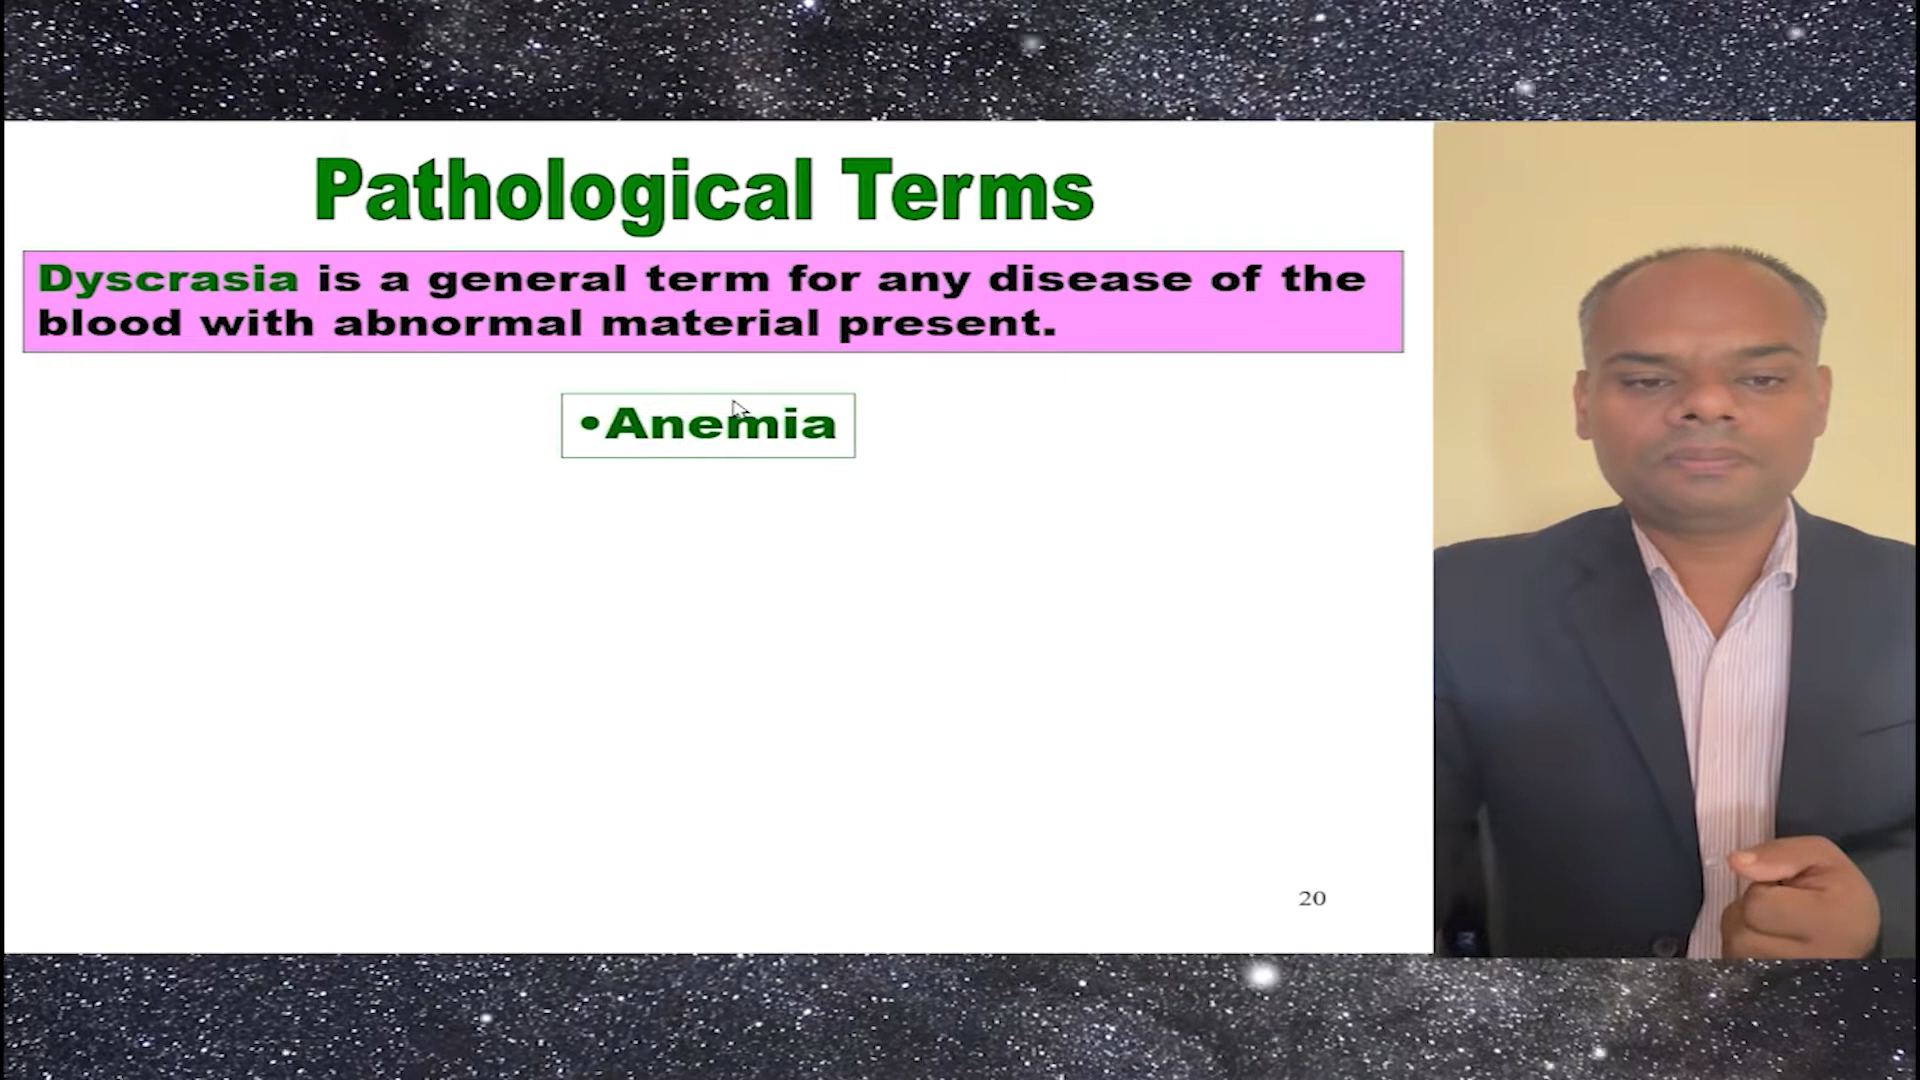 Pathological Terms
Dyscrasia is a general term for any disease of the
blood with abnormal material present.
•Anemia
20